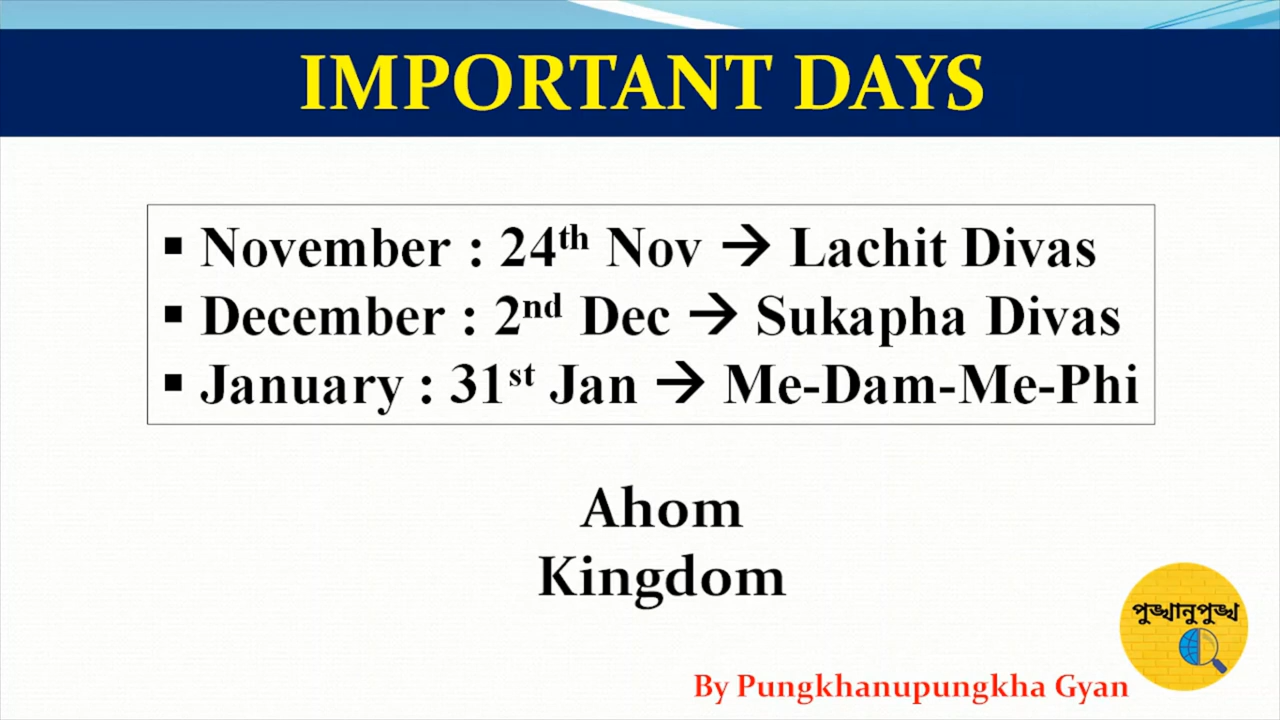 IMPORTANT DAYS
▪ November : 24th Nov → Lachit Divas
▪ December : 2nd Dec → Sukapha Divas
▪ January : 31st Jan → Me-Dam-Me-Phi
Ahom
Kingdom
পুঙ্খানুপুঙ্খ
By Pungkhanupungkha Gyan